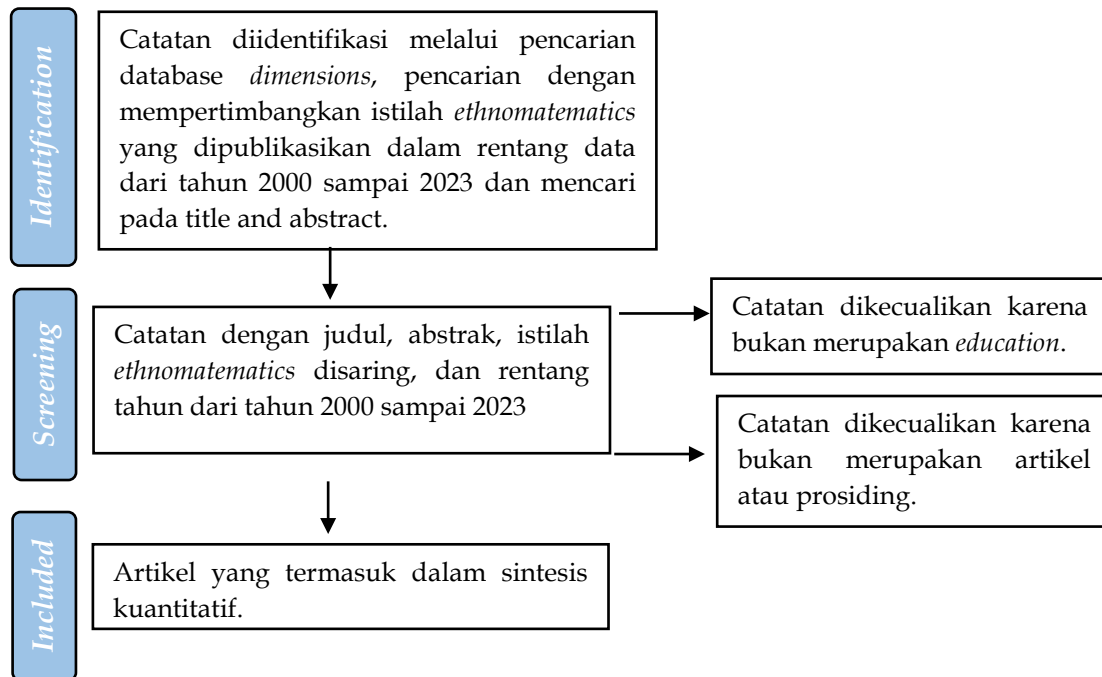 Identification
Catatan diidentifikasi melalui pencarian
database dimensions, pencarian dengan
mempertimbangkan istilah ethnomatematics
yang dipublikasikan dalam rentang data
dari tahun 2000 sampai 2023 dan mencari
pada title and abstract.
Screening
Catatan dengan judul, abstrak, istilah
ethnomatematics disaring, dan rentang
tahun dari tahun 2000 sampai 2023
Catatan dikecualikan karena
bukan merupakan education.
Catatan dikecualikan karena
bukan merupakan artikel
atau prosiding.
Included
Artikel yang termasuk dalam sintesis
kuantitatif.